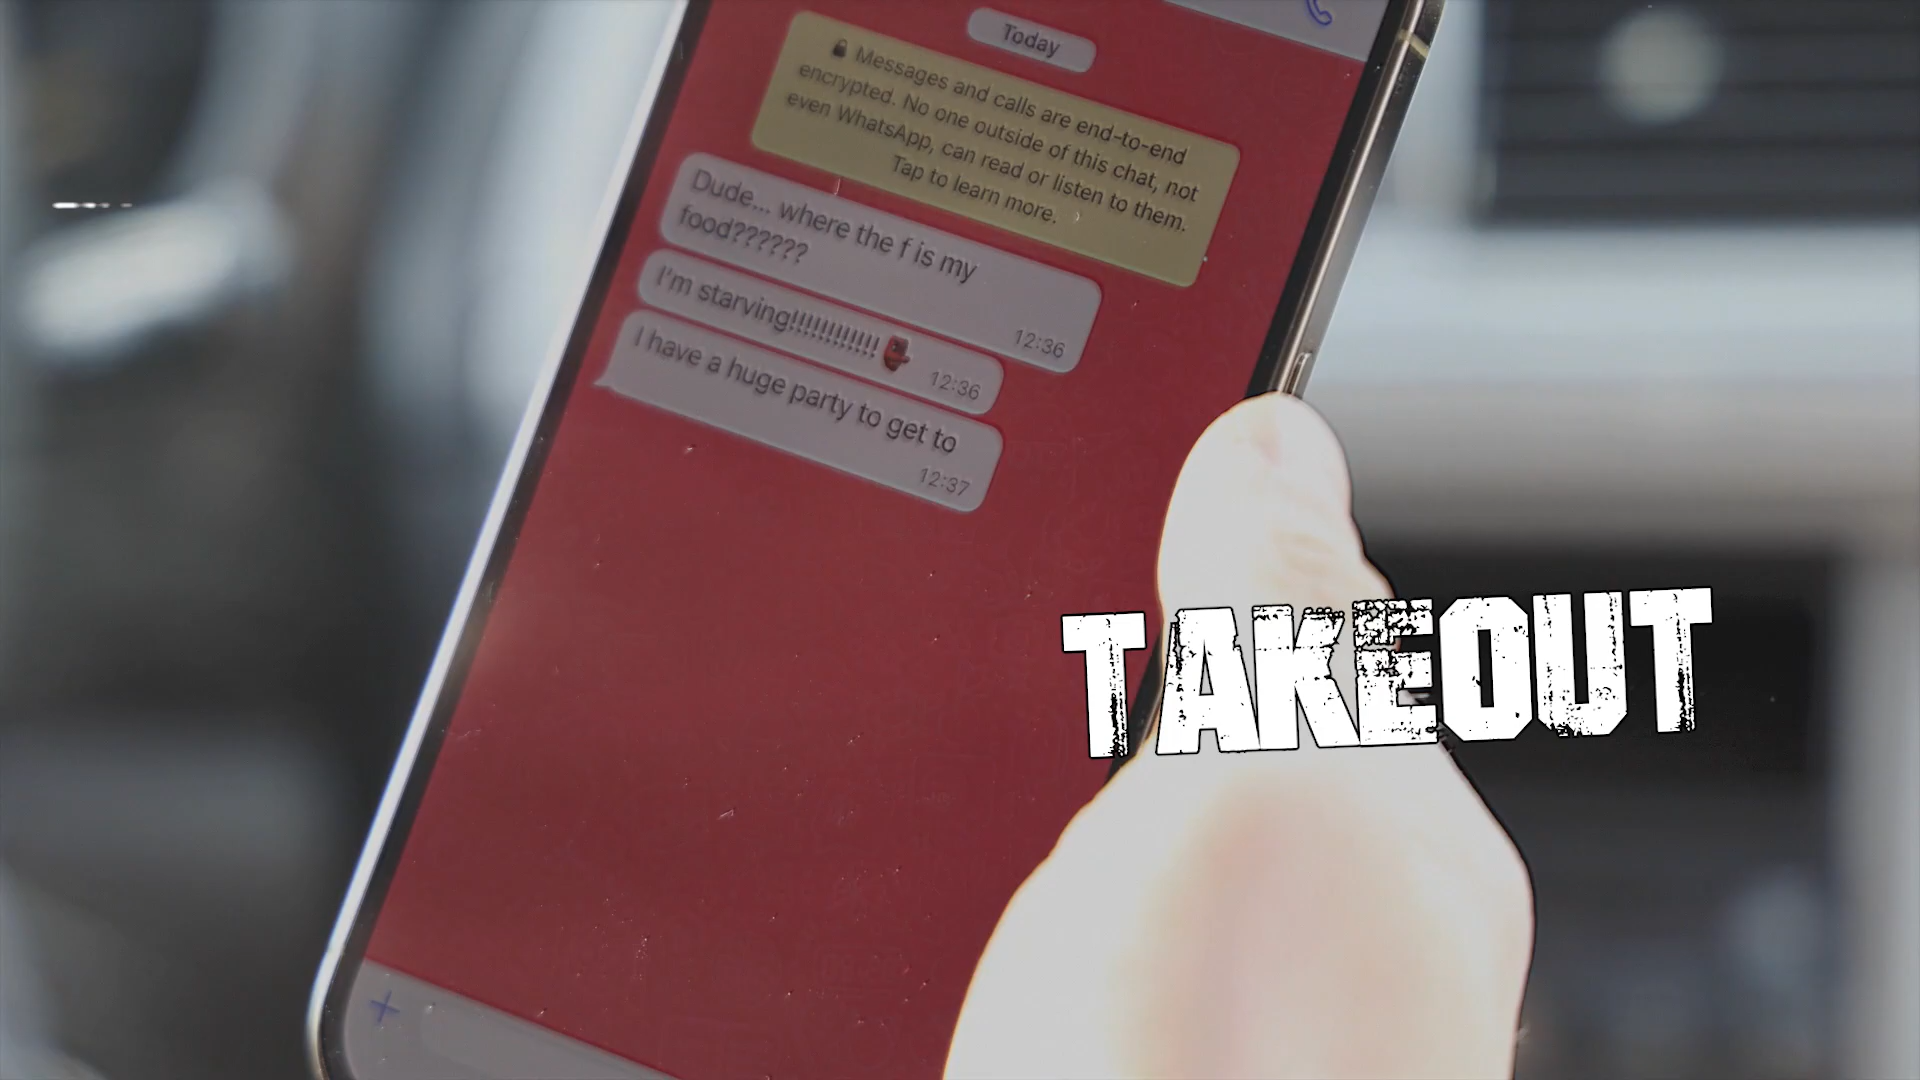 Today
🔒 Messages and calls are end-to-end
encrypted. No one outside of this chat, not
even WhatsApp, can read or listen to them.
Tap to learn more.
Dude... where the f is my
food??????
12:36
I'm starving!!!!!!!!!!!!
12:36
I have a huge party to get to
12:37
TAKEOUT